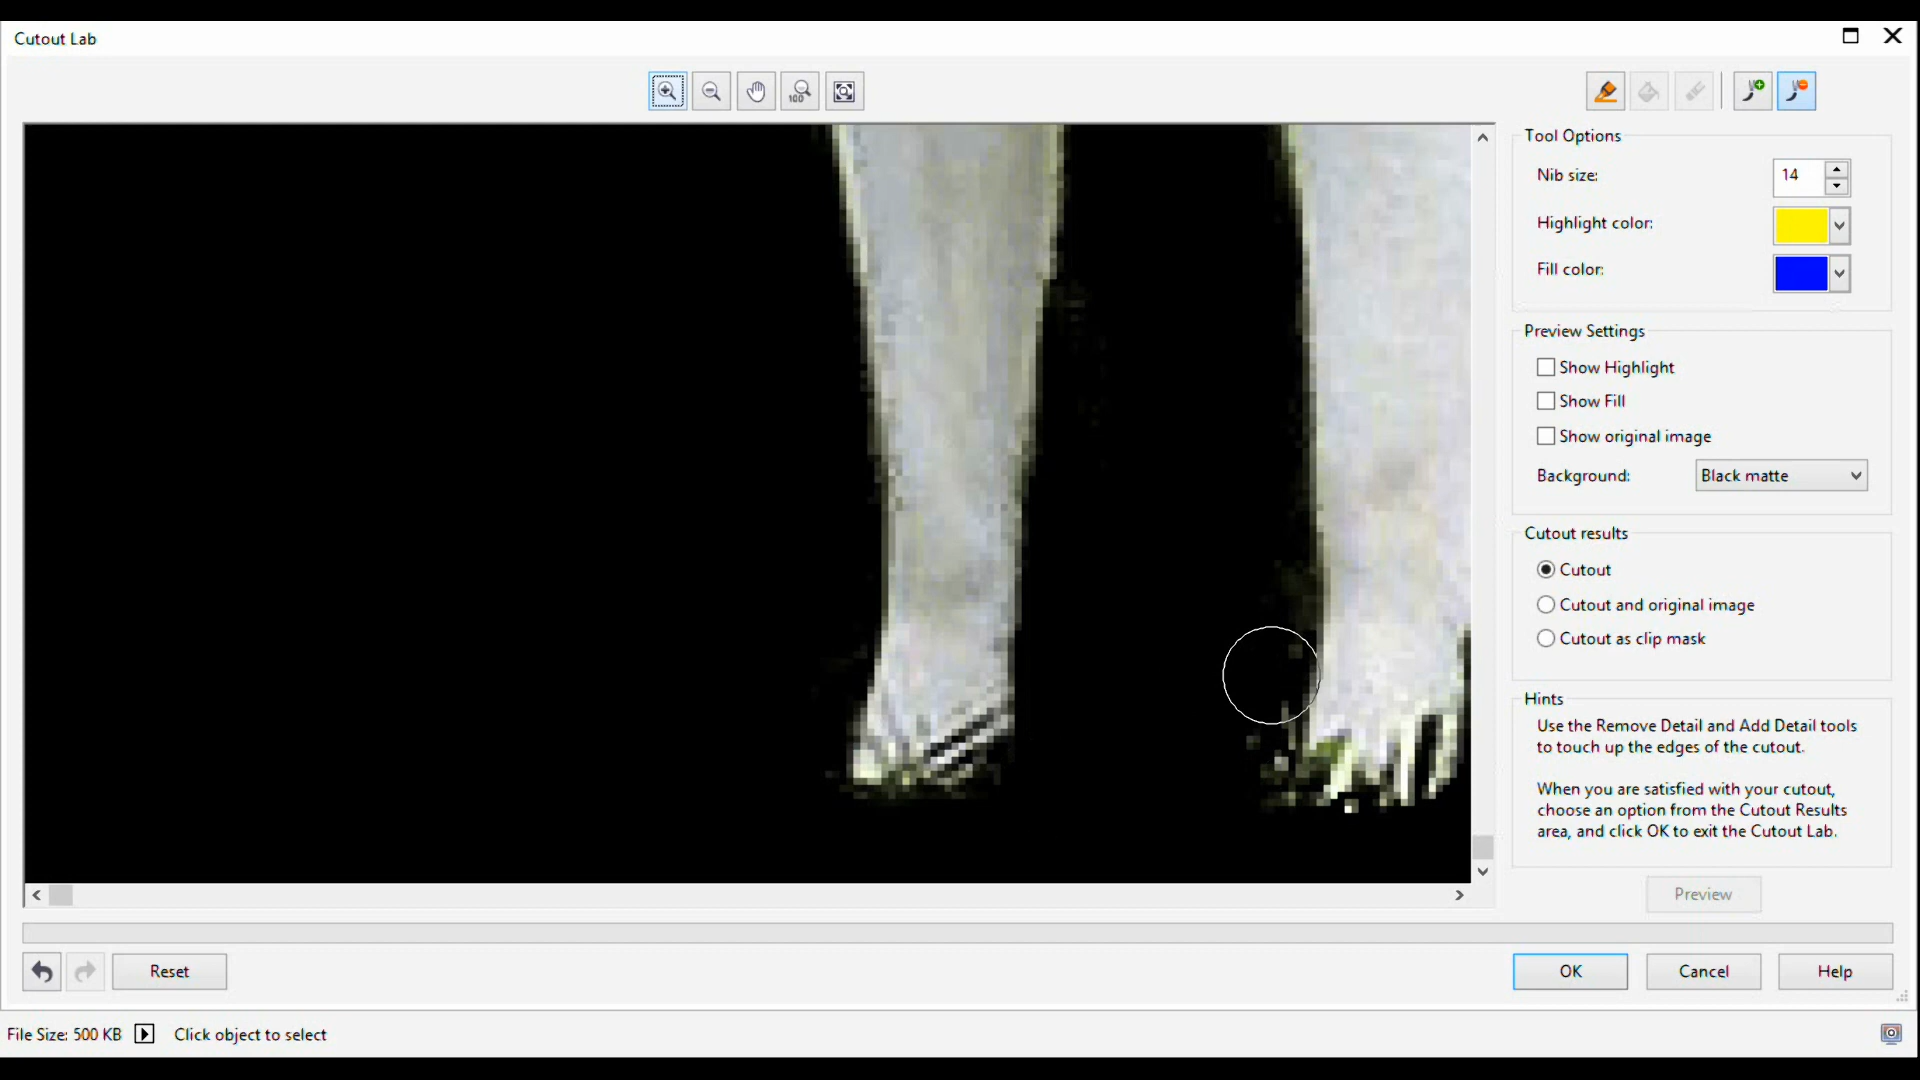 Cutout Lab
100
Tool Options
Nib size:
14
Highlight color:
Fill color:
Preview Settings
Show Highlight
Show Fill
Show original image
Background:
Black matte
Cutout results
Cutout
Cutout and original image
Cutout as clip mask
Hints
Use the Remove Detail and Add Detail tools
to touch up the edges of the cutout.
When you are satisfied with your cutout,
choose an option from the Cutout Results
area, and click OK to exit the Cutout Lab.
Preview
Reset
OK
Cancel
Help
File Size: 500 KB
Click object to select